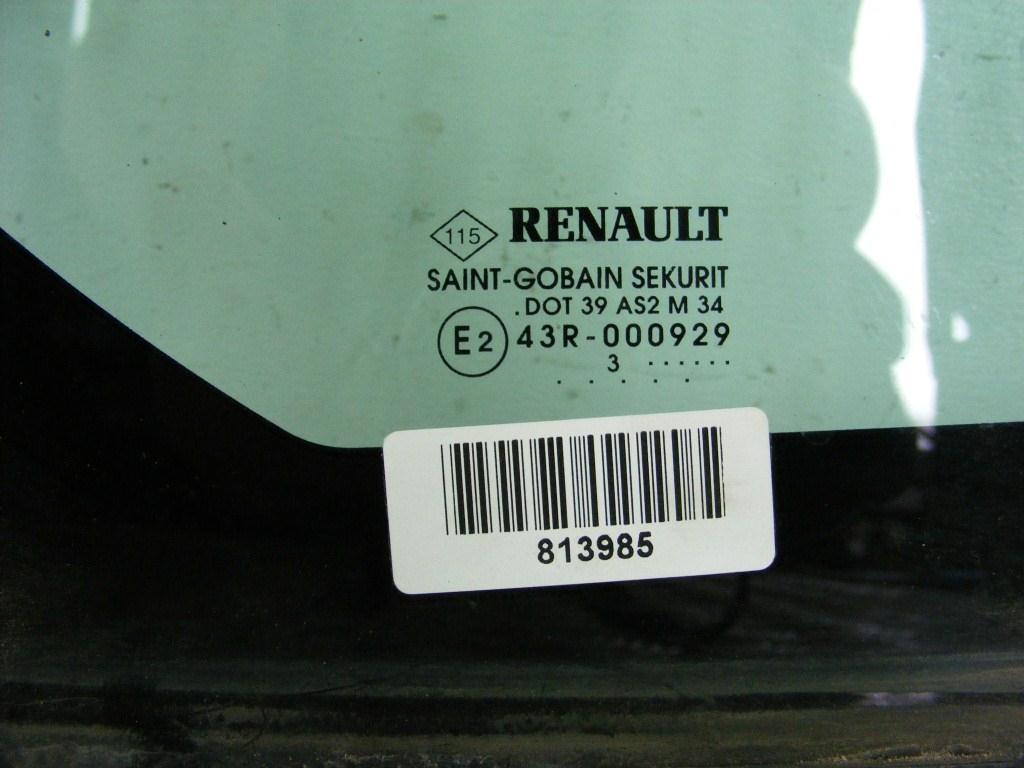 115 RENAULT
SAINT-GOBAIN SEKURIT
.DOT 39 AS2 M 34
E2 43R-000929
3 . . . . . .
. . . . .
813985